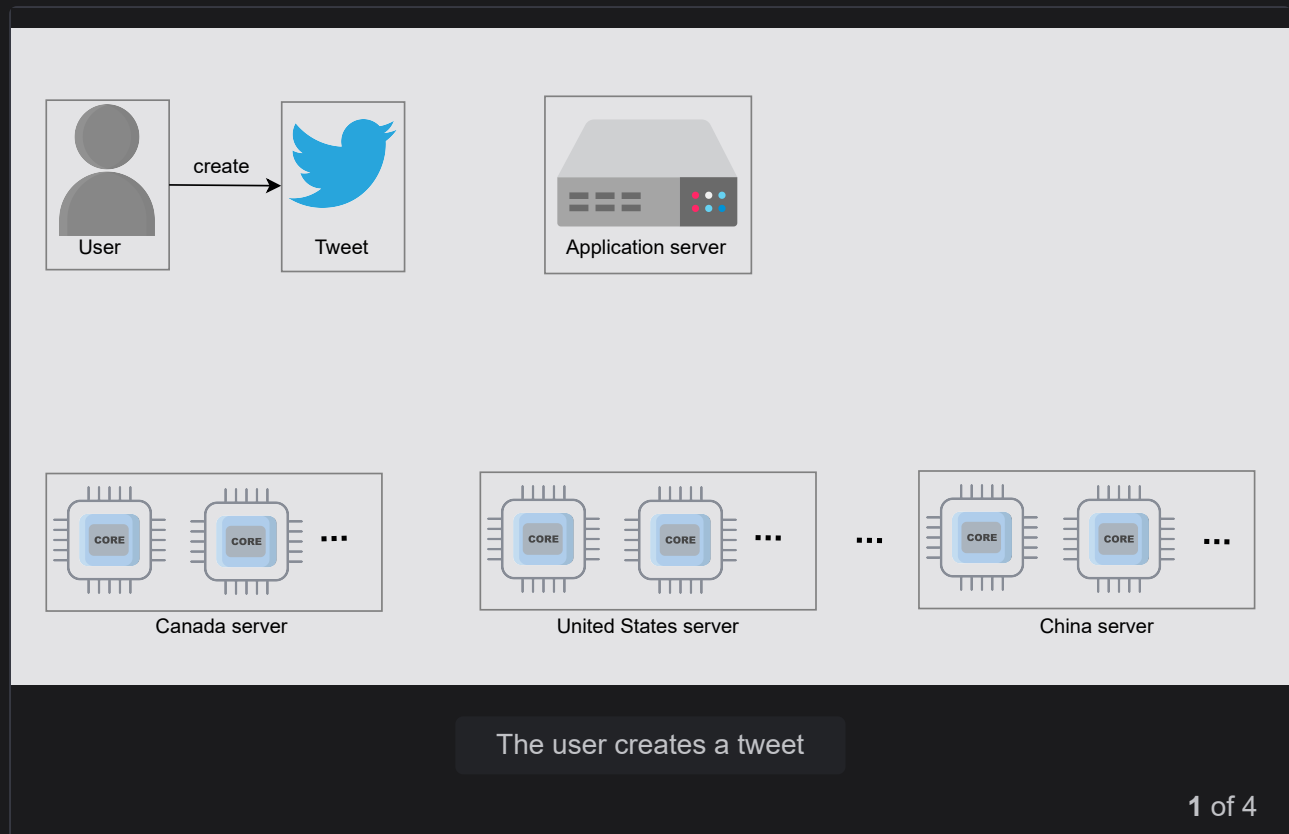 create
User
Tweet
Application server
CORE
CORE
...
CORE
CORE
...
...
CORE
CORE
...
Canada server
United States server
China server
The user creates a tweet
1 of 4